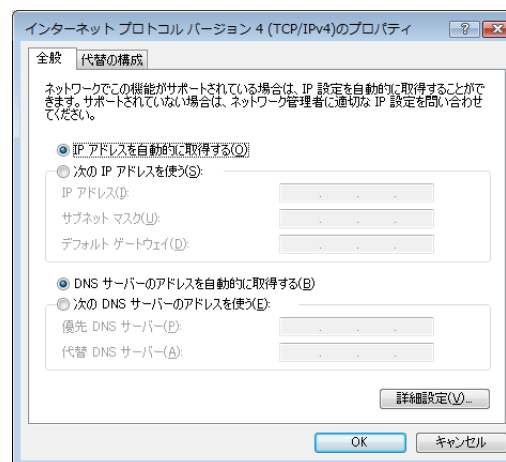 インターネット プロトコル バージョン 4 (TCP/IPv4)のプロパティ
全般
代替の構成
ネットワークでこの機能がサポートされている場合は、IP 設定を自動的に取得することがで
きます。サポートされていない場合は、ネットワーク管理者に適切な IP 設定を問い合わせ
てください。
IP アドレスを自動的に取得する(O)
次の IP アドレスを使う(S):
IP アドレス(I):
サブネット マスク(U):
デフォルト ゲートウェイ(D):
DNS サーバーのアドレスを自動的に取得する(B)
次の DNS サーバーのアドレスを使う(E):
優先 DNS サーバー(P):
代替 DNS サーバー(A):
詳細設定(V)...
OK
キャンセル